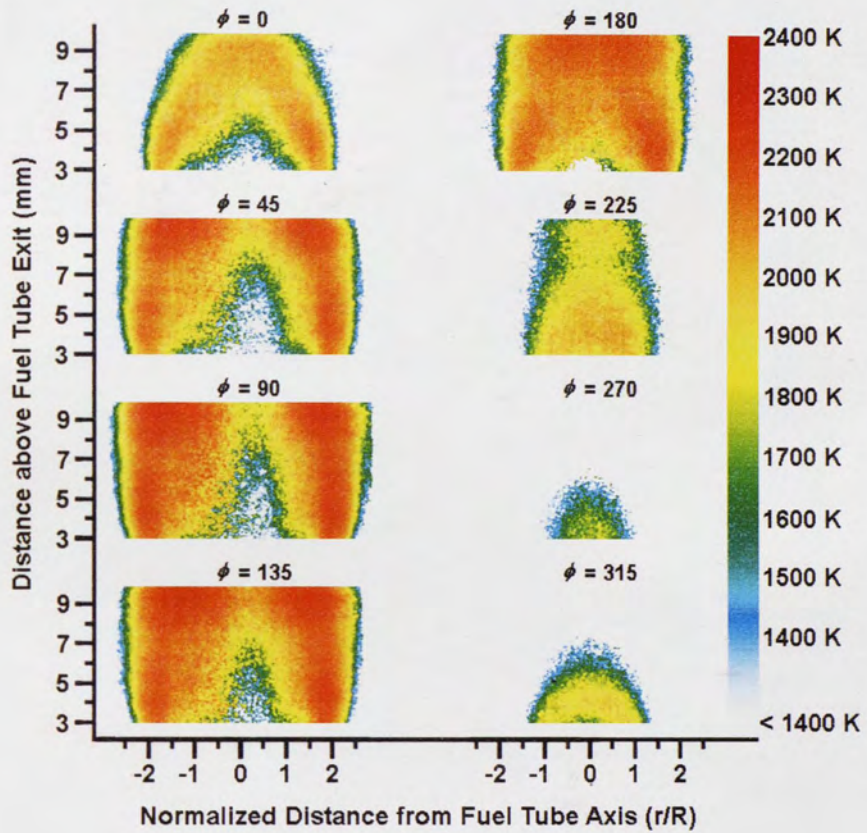 ϕ = 0
ϕ = 180
9
7
5
3
ϕ = 45
ϕ = 225
9
7
5
3
ϕ = 90
ϕ = 270
9
7
5
3
ϕ = 135
ϕ = 315
9
7
5
3
Distance above Fuel Tube Exit (mm)
2400 K
2300 K
2200 K
2100 K
2000 K
1900 K
1800 K
1700 K
1600 K
1500 K
1400 K
< 1400 K
-2 -1 0 1 2
-2 -1 0 1 2
Normalized Distance from Fuel Tube Axis (r/R)